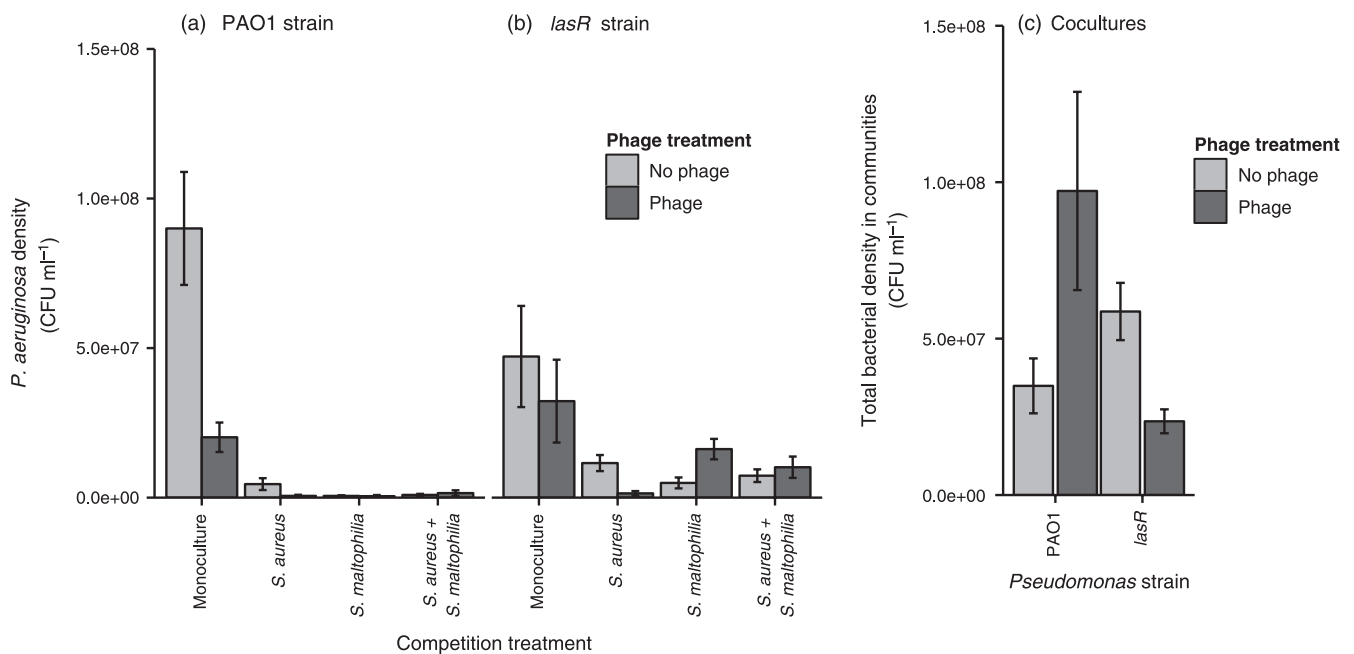 (a) PAO1 strain
P. aeruginosa density
(CFU ml–1)
1.5e+08
1.0e+08
5.0e+07
0.0e+00
Monoculture
S. aureus
S. maltophilia
S. aureus +
S. maltophilia
(b) lasR strain
Phage treatment
No phage
Phage
Monoculture
S. aureus
S. maltophilia
S. aureus +
S. maltophilia
Competition treatment
(c) Cocultures
Total bacterial density in communities
(CFU ml–1)
1.5e+08
1.0e+08
5.0e+07
0.0e+00
Phage treatment
No phage
Phage
PAO1
lasR
Pseudomonas strain